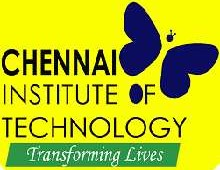 CHENNAI
INSTITUTE OF
TECHNOLOGY
Transforming Lives